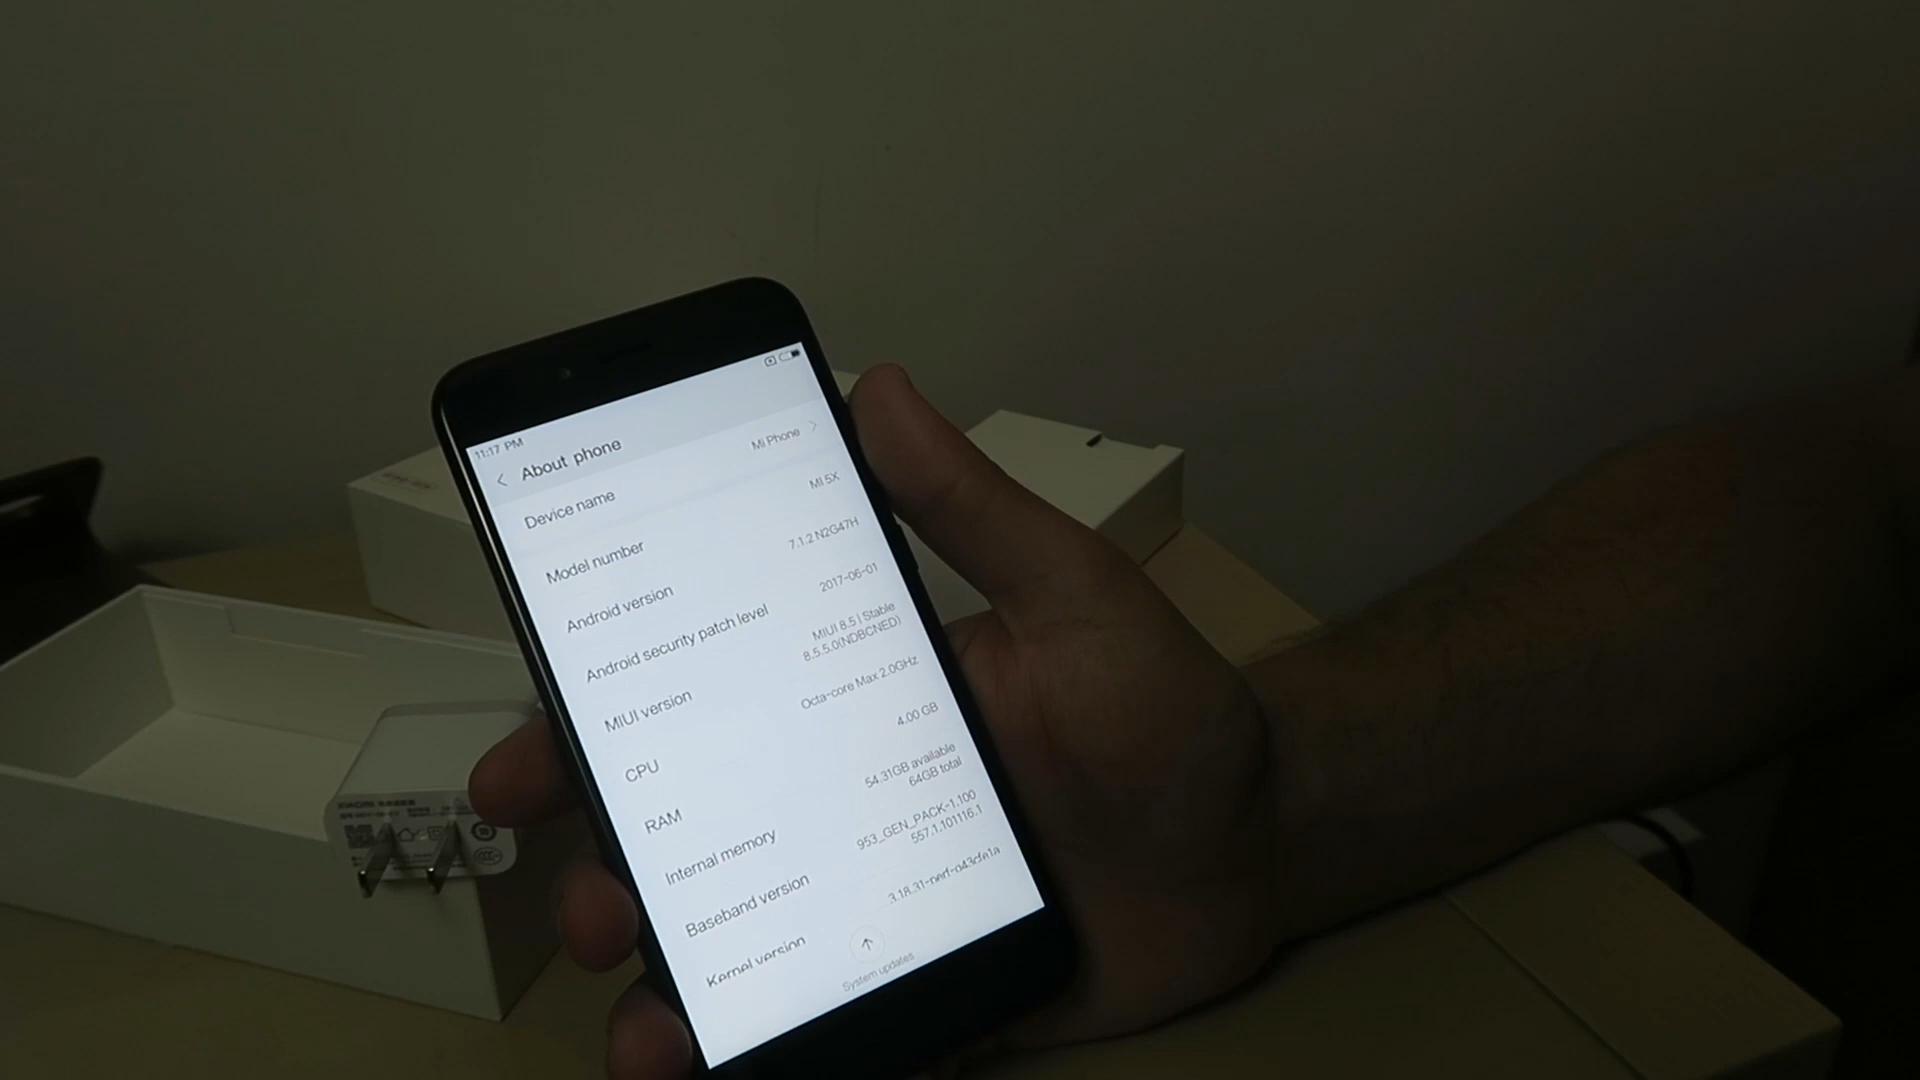 11:17 PM
About phone
Device name
Mi Phone
Model number
MI 5X
Android version
7.1.2 N2G47H
Android security patch level
2017-06-01
MIUI version
MIUI 8.5 | Stable
8.5.5.0(NDBCNED)
CPU
Octa-core Max 2.0GHz
RAM
4.00 GB
Internal memory
54.31GB available
64GB total
Baseband version
953_GEN_PACK-1.100
557.1.101116.1
Kernel version
System updates
XIAOMI